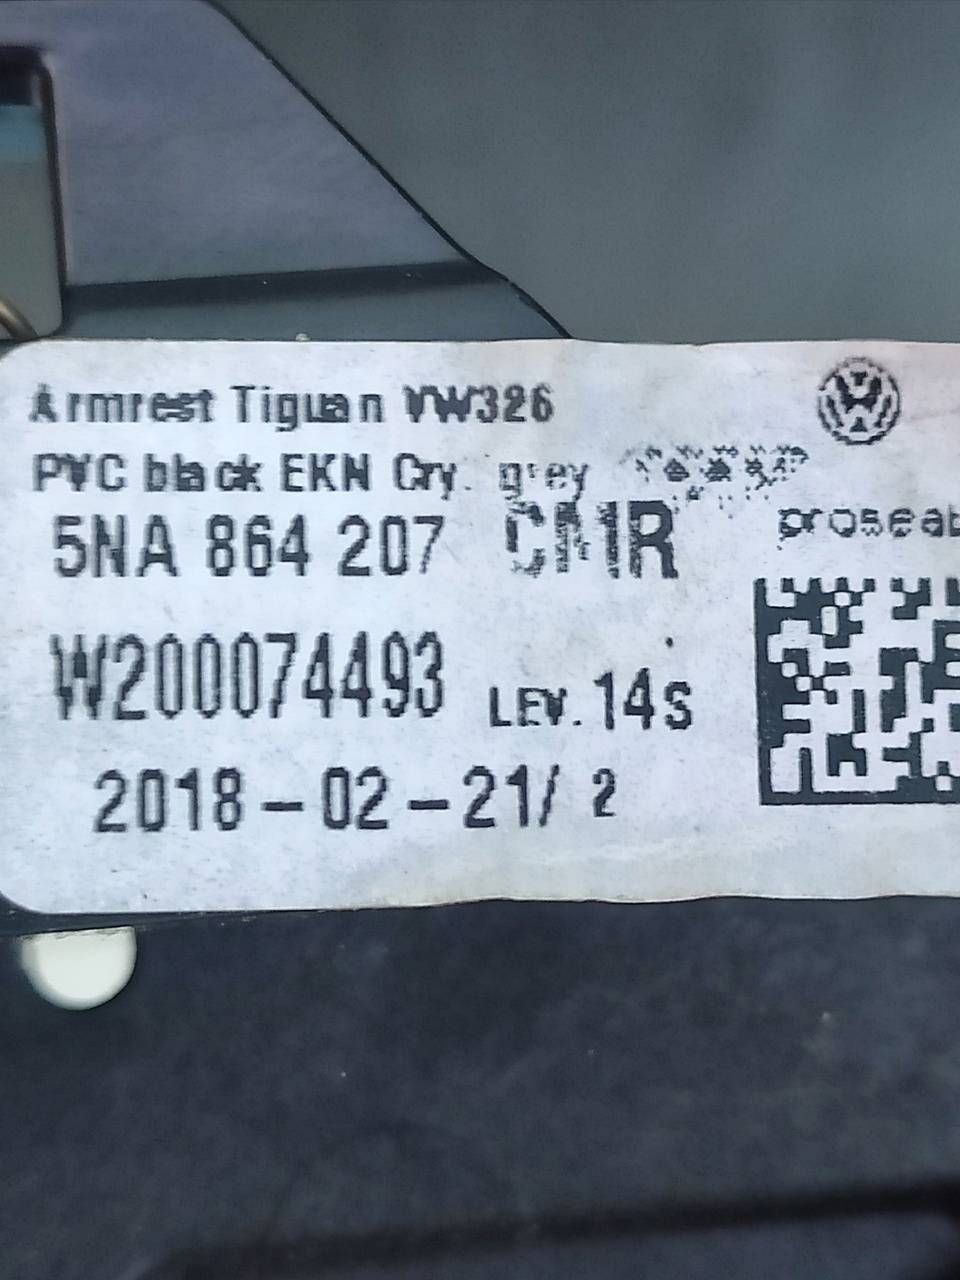 Armrest Tiguan VW326
PVC black EKN Cry. grey
5NA 864 207 CMR
proseat
W200074493 LEV. 14S
2018-02-21/ 2